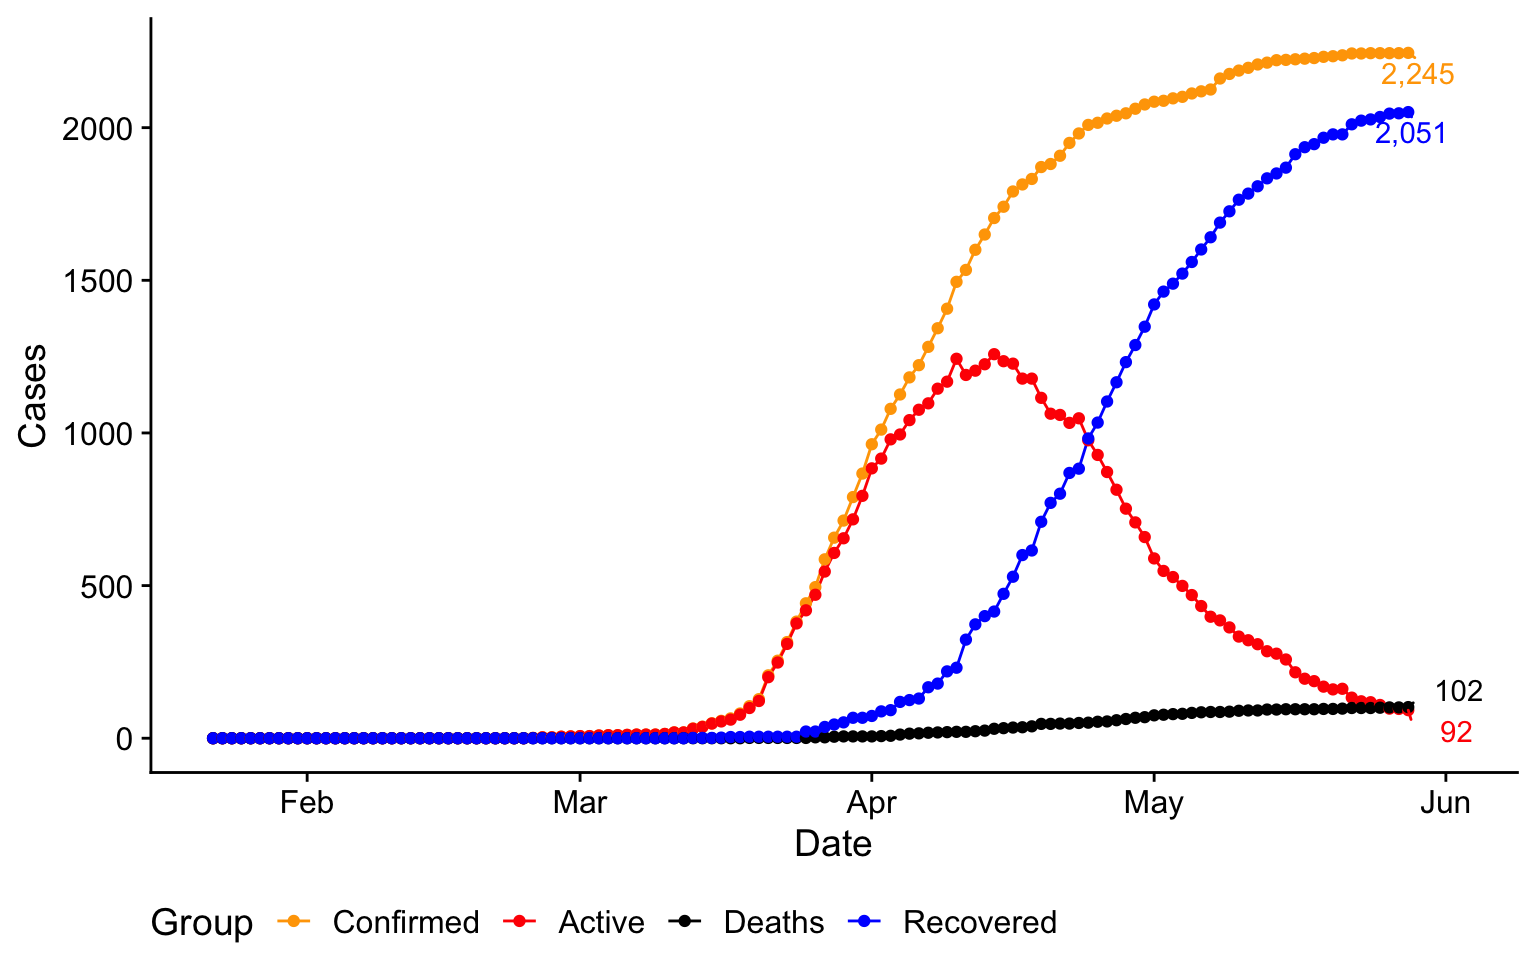 2,245
2,051
2000
1500
Cases
1000
500
102
92
0
Feb Mar Apr May Jun
Date
Group Confirmed Active Deaths Recovered